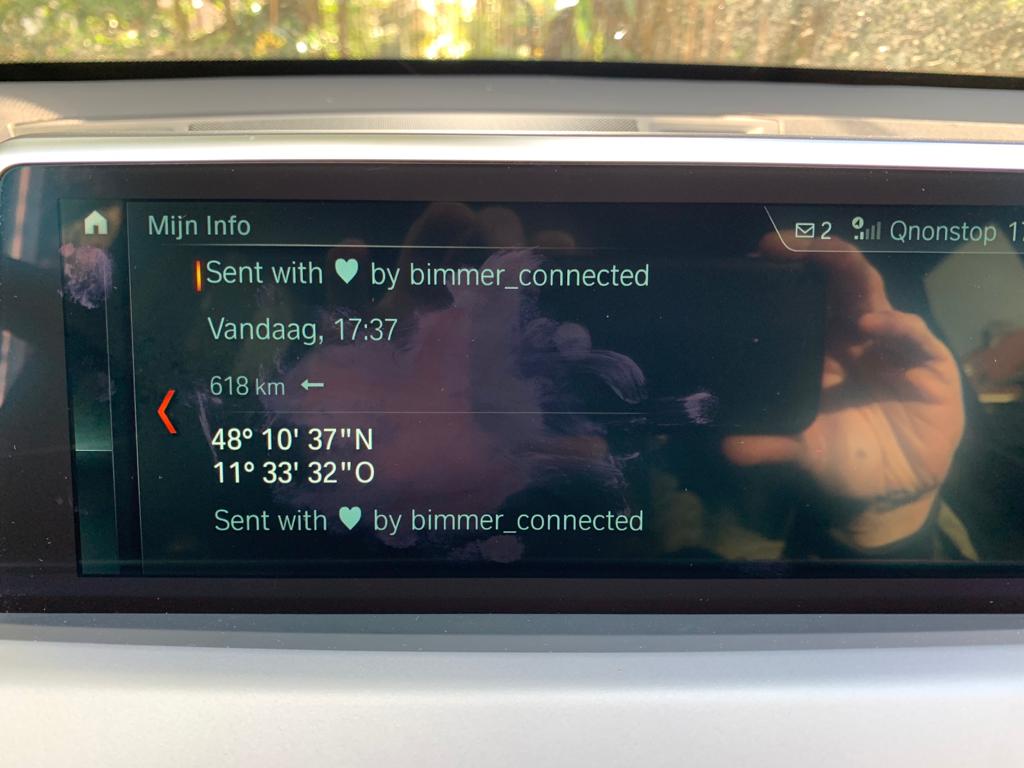 Mijn Info
2 Qnonstop
Sent with ♥ by bimmer_connected
Vandaag, 17:37
618 km ←
48° 10' 37"N
11° 33' 32"O
Sent with ♥ by bimmer_connected